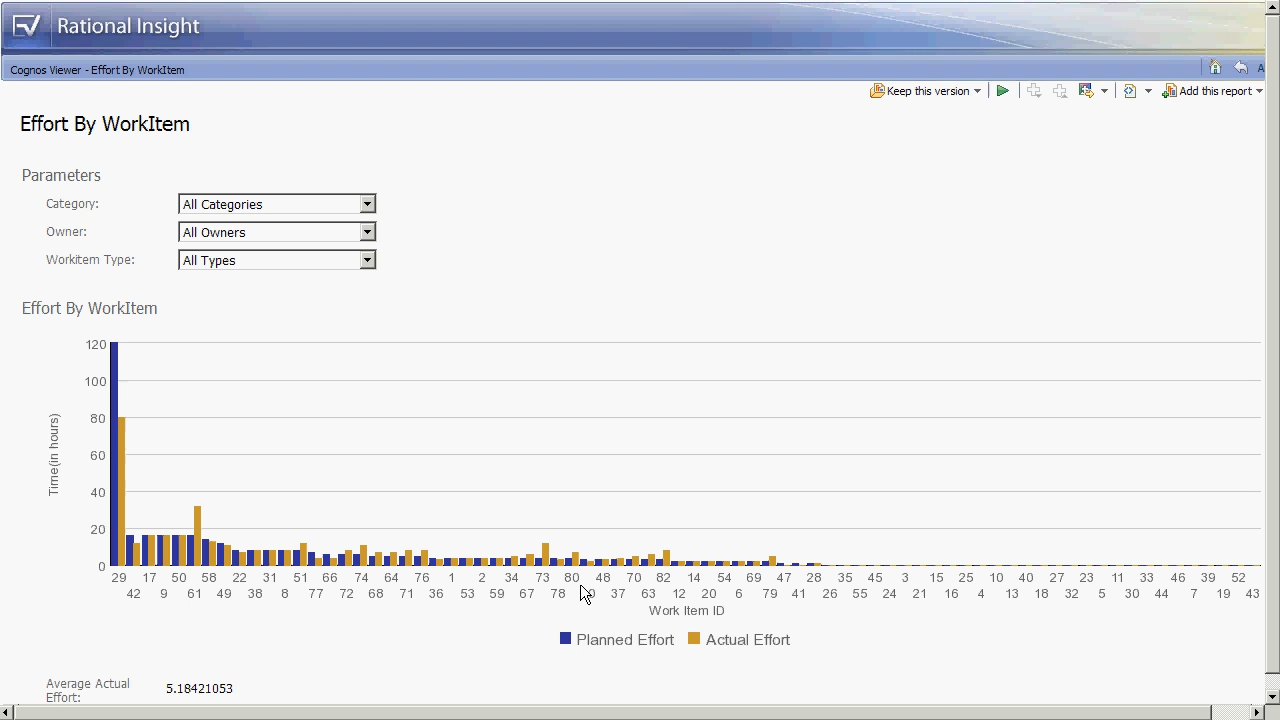 Rational Insight
Cognos Viewer - Effort By WorkItem
Keep this version
Add this report
Effort By WorkItem
Parameters
Category: All Categories
Owner: All Owners
Workitem Type: All Types
Effort By WorkItem
120
100
80
60
40
20
0
Time(in hours)
29 17 50 58 22 31 51 66 74 64 76 1 2 34 73 80 48 70 82 14 54 69 47 28 35 45 3 15 25 10 40 27 23 11 33 46 39 52
42 9 61 49 38 8 77 72 68 71 36 53 59 67 78 37 63 12 20 6 79 41 26 55 24 21 16 4 13 18 32 5 30 44 7 19 43
Work Item ID
Planned Effort Actual Effort
Average Actual
Effort: 5.18421053